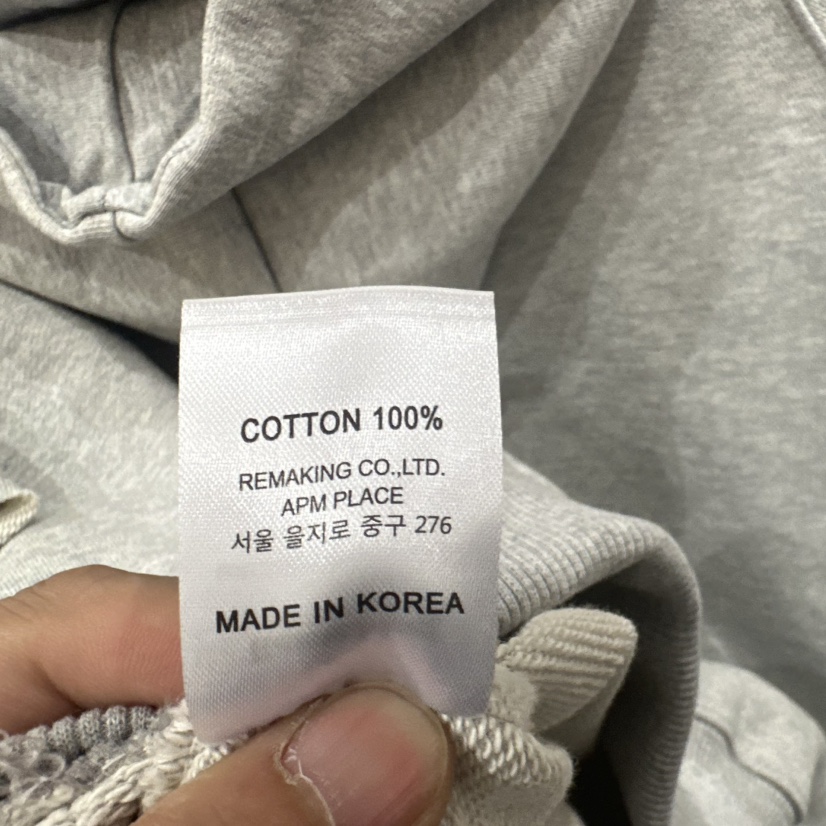 COTTON 100%
REMAKING CO.,LTD.
APM PLACE
서울 을지로 중구 276
MADE IN KOREA